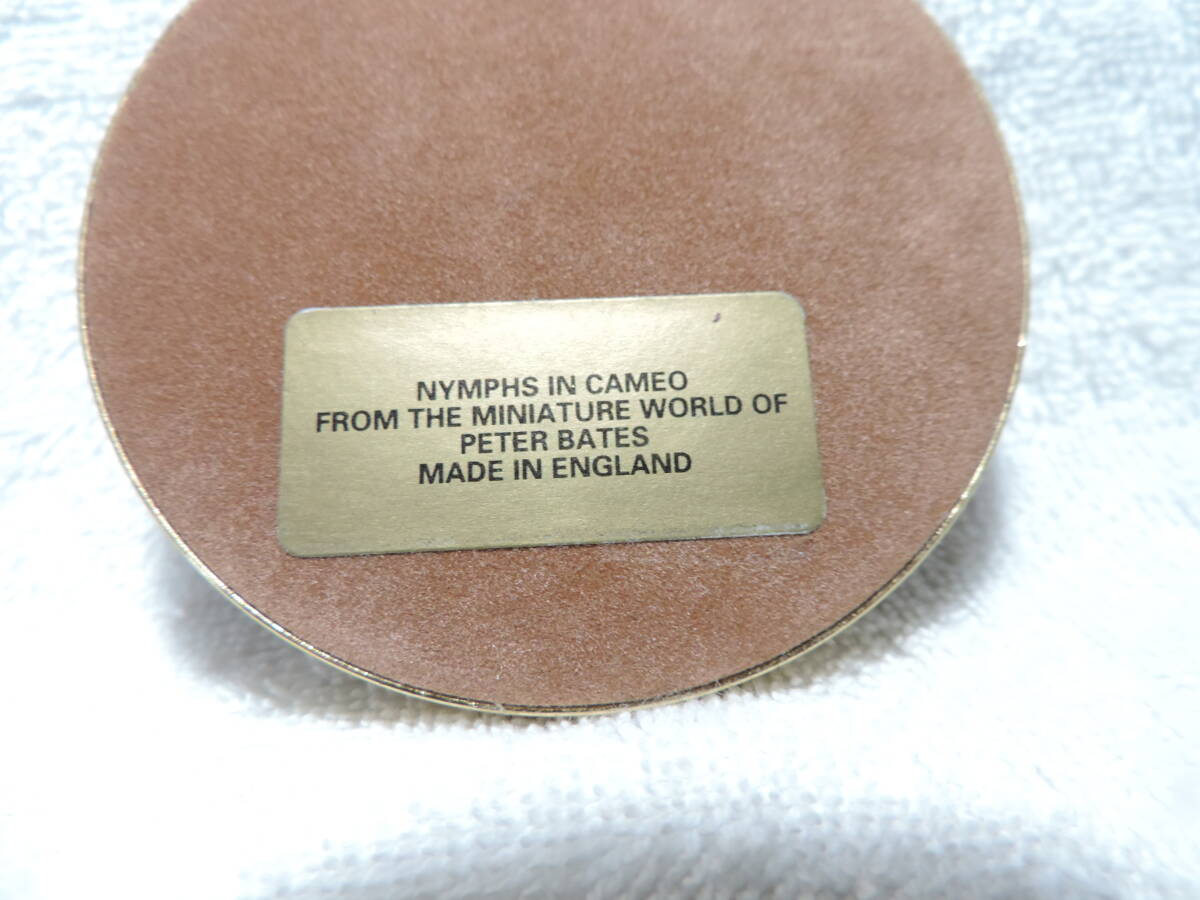 NYMPHS IN CAMEO
FROM THE MINIATURE WORLD OF
PETER BATES
MADE IN ENGLAND